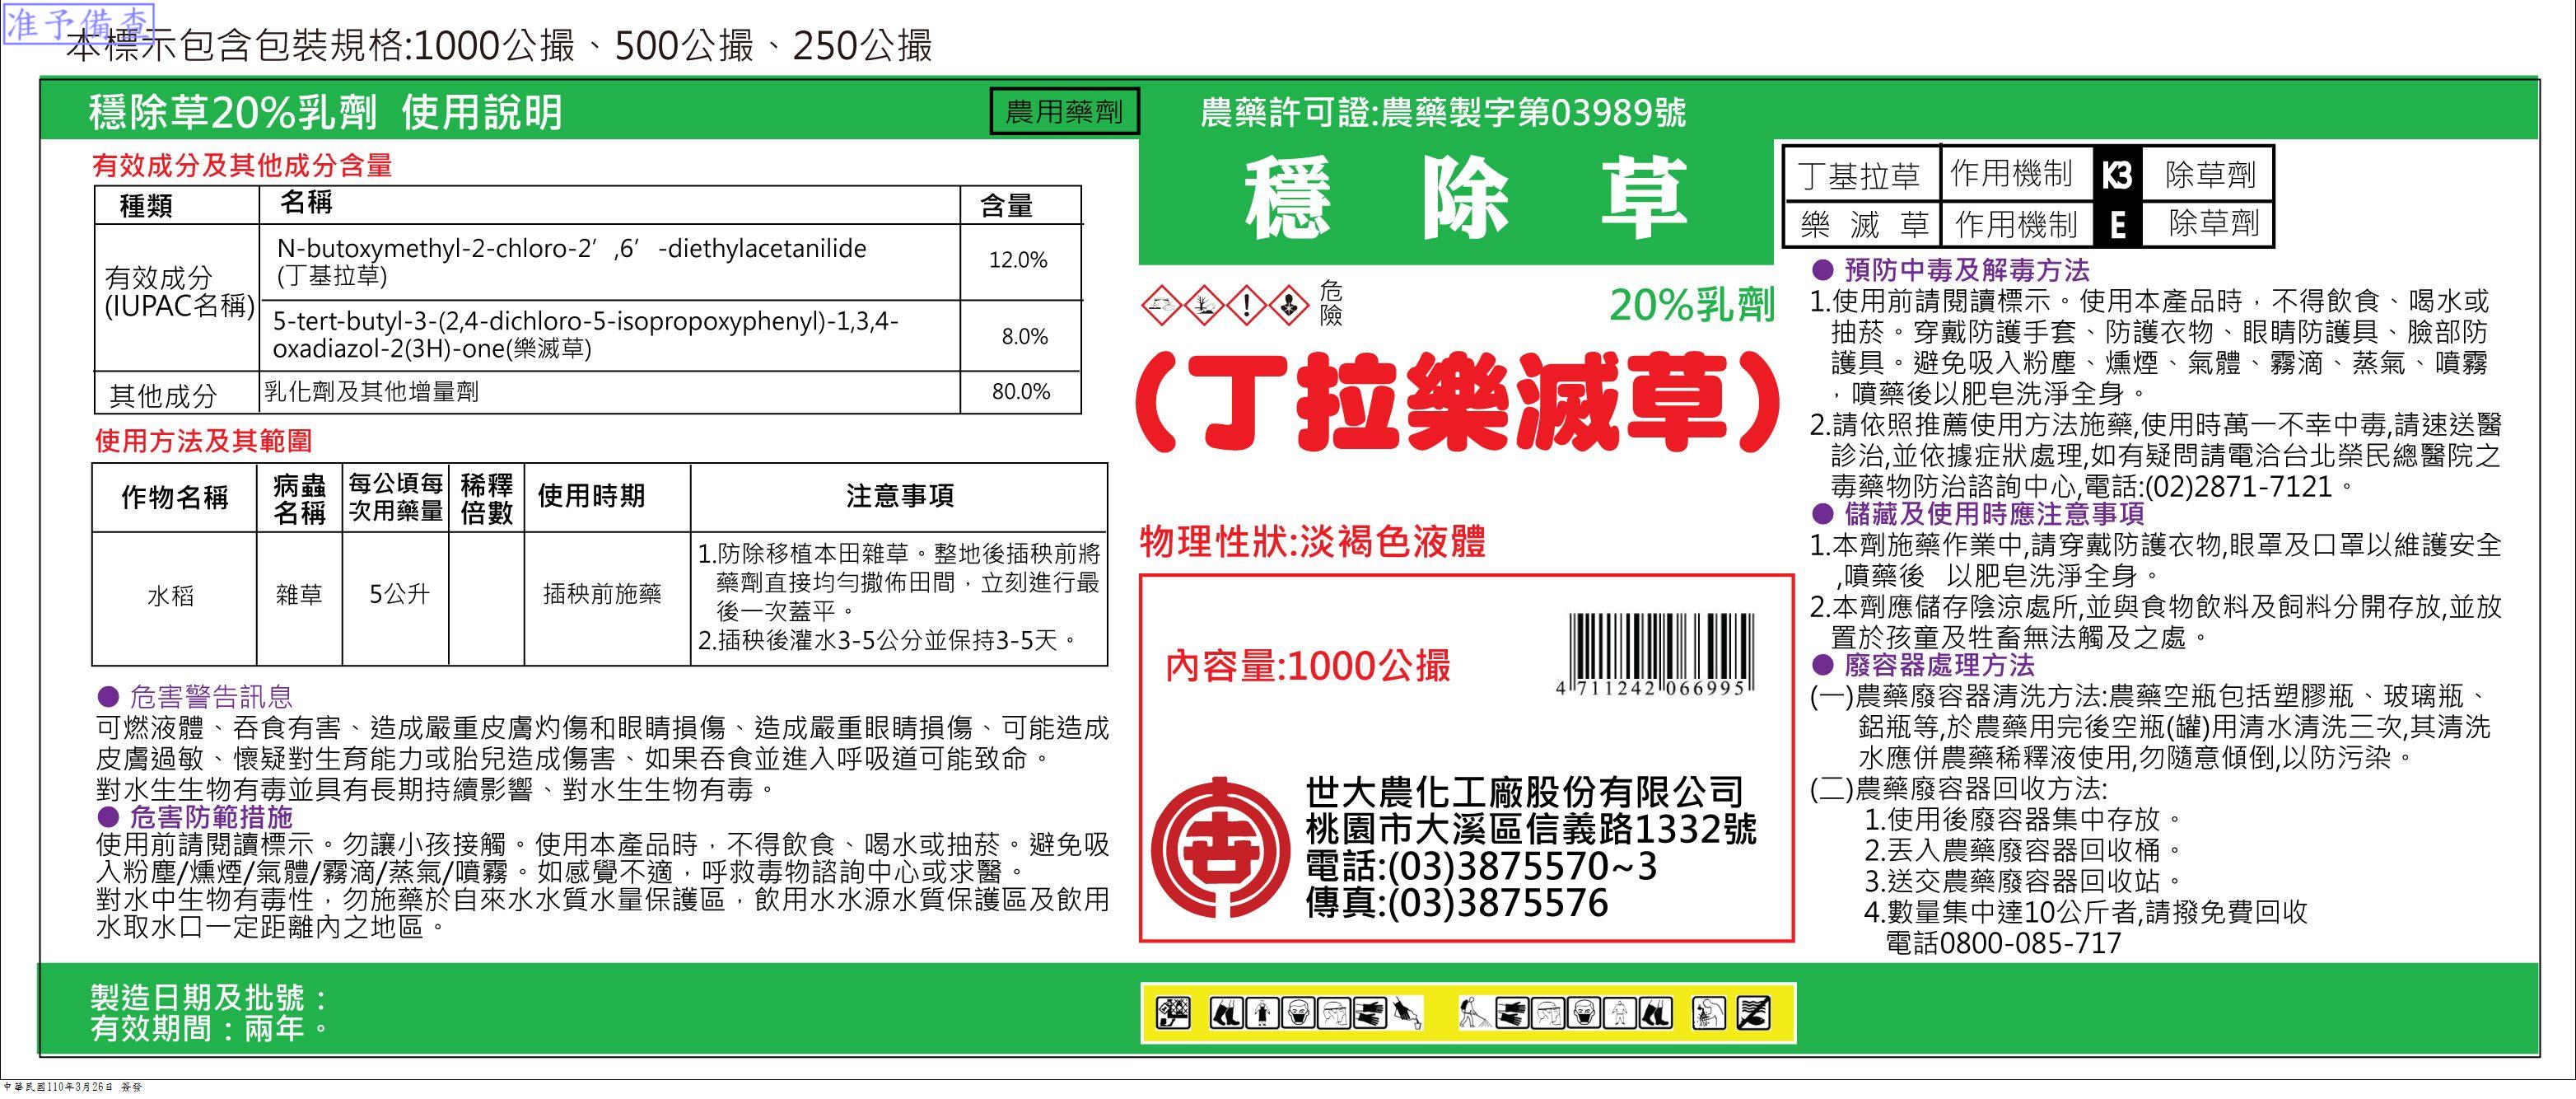 准予備查
本標示包含包裝規格:1000公撮、500公撮、250公撮
穩除草20%乳劑 使用說明
農用藥劑
有效成分及其他成分含量
種類 名稱 含量
有效成分
(IUPAC名稱)
N-butoxymethyl-2-chloro-2′,6′-diethylacetanilide
(丁基拉草)
12.0%
5-tert-butyl-3-(2,4-dichloro-5-isopropoxyphenyl)-1,3,4-
oxadiazol-2(3H)-one(樂滅草)
8.0%
其他成分 乳化劑及其他增量劑 80.0%
使用方法及其範圍
作物名稱 病蟲名稱 每公頃每次用藥量 稀釋倍數 使用時期 注意事項
水稻 雜草 5公升 插秧前施藥
1.防除移植本田雜草。整地後插秧前將
藥劑直接均勻撒佈田間，立刻進行最
後一次蓋平。
2.插秧後灌水3-5公分並保持3-5天。
● 危害警告訊息
可燃液體、吞食有害、造成嚴重皮膚灼傷和眼睛損傷、造成嚴重眼睛損傷、可能造成
皮膚過敏、懷疑對生育能力或胎兒造成傷害、如果吞食並進入呼吸道可能致命。
對水生生物有毒並具有長期持續影響、對水生生物有毒。
● 危害防範措施
使用前請閱讀標示。勿讓小孩接觸。使用本產品時，不得飲食、喝水或抽菸。避免吸
入粉塵/燻煙/氣體/霧滴/蒸氣/噴霧。如感覺不適，呼救毒物諮詢中心或求醫。
對水中生物有毒性，勿施藥於自來水水質水量保護區，飲用水水源水質保護區及飲用
水取水口一定距離內之地區。
製造日期及批號：
有效期間：兩年。
農藥許可證:農藥製字第03989號
穩 除 草
危險
20%乳劑
(丁拉樂滅草)
物理性狀:淡褐色液體
內容量:1000公撮
4 711242 066995
世大農化工廠股份有限公司
桃園市大溪區信義路1332號
電話:(03)3875570~3
傳真:(03)3875576
丁基拉草 作用機制 K3 除草劑
樂 滅 草 作用機制 E 除草劑
● 預防中毒及解毒方法
1.使用前請閱讀標示。使用本產品時，不得飲食、喝水或
抽菸。穿戴防護手套、防護衣物、眼睛防護具、臉部防
護具。避免吸入粉塵、燻煙、氣體、霧滴、蒸氣、噴霧
，噴藥後以肥皂洗淨全身。
2.請依照推薦使用方法施藥,使用時萬一不幸中毒,請速送醫
診治,並依據症狀處理,如有疑問請電洽台北榮民總醫院之
毒藥物防治諮詢中心,電話:(02)2871-7121。
● 儲藏及使用時應注意事項
1.本劑施藥作業中,請穿戴防護衣物,眼罩及口罩以維護安全
,噴藥後 以肥皂洗淨全身。
2.本劑應儲存陰涼處所,並與食物飲料及飼料分開存放,並放
置於孩童及牲畜無法觸及之處。
● 廢容器處理方法
(一)農藥廢容器清洗方法:農藥空瓶包括塑膠瓶、玻璃瓶、
鋁瓶等,於農藥用完後空瓶(罐)用清水清洗三次,其清洗
水應併農藥稀釋液使用,勿隨意傾倒,以防污染。
(二)農藥廢容器回收方法:
1.使用後廢容器集中存放。
2.丟入農藥廢容器回收桶。
3.送交農藥廢容器回收站。
4.數量集中達10公斤者,請撥免費回收
電話0800-085-717
中華民國110年3月26日 簽發